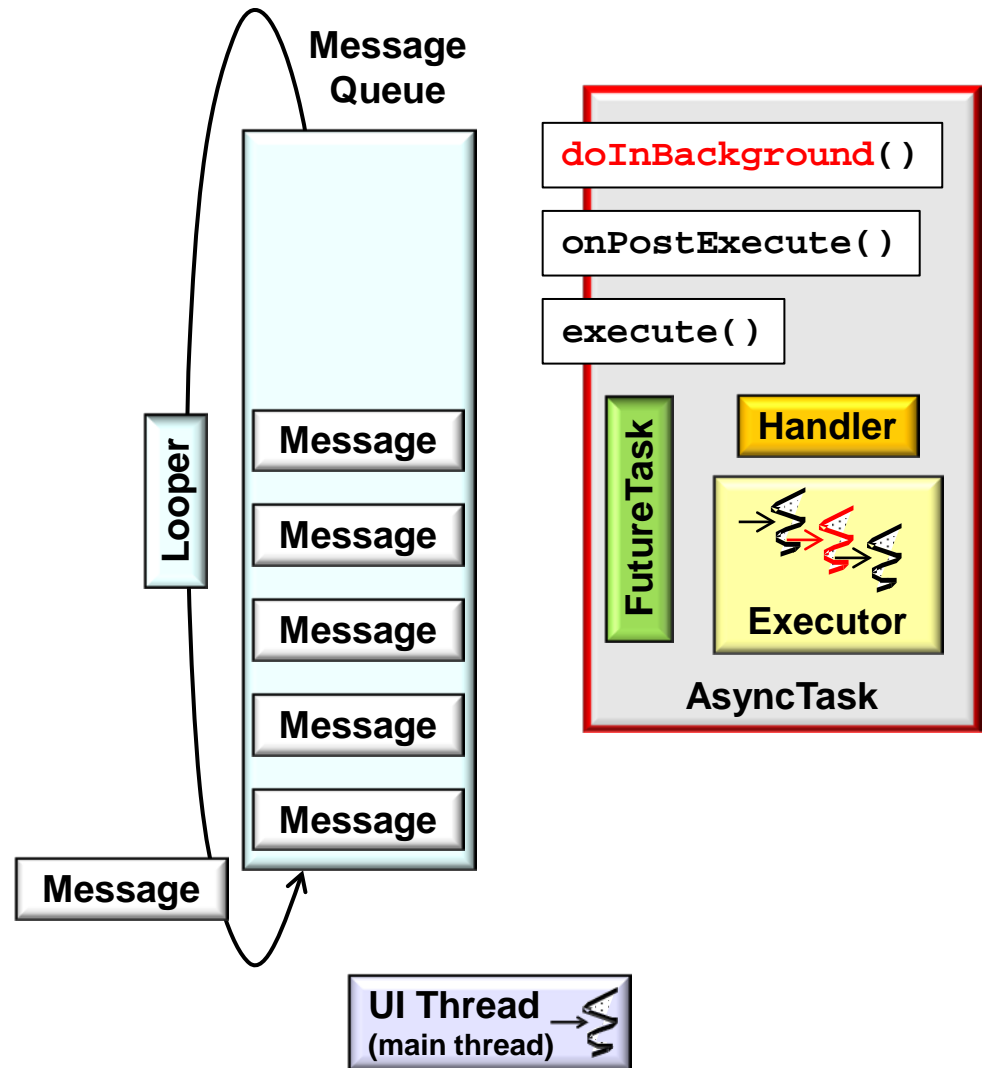 Message
Queue
doInBackground()
onPostExecute()
execute()
Looper
Message
Message
Message
Message
Message
Message
FutureTask
Handler
Executor
AsyncTask
UI Thread
(main thread)